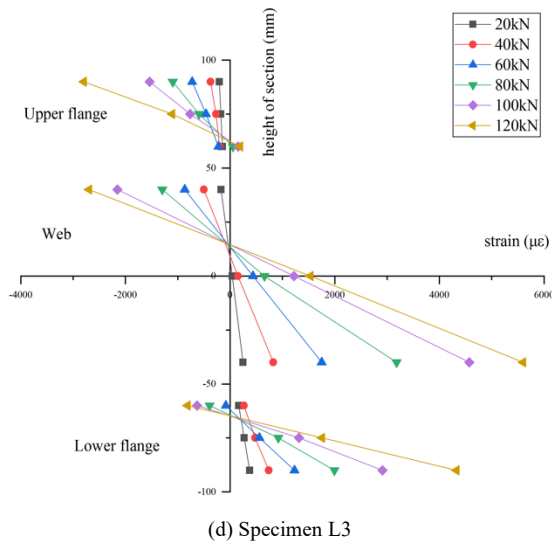 20kN
40kN
60kN
80kN
100kN
120kN
height of section (mm)
100
Upper flange
50
Web
strain (με)
-4000
-2000
0
2000
4000
6000
0
-50
Lower flange
-100
(d) Specimen L3